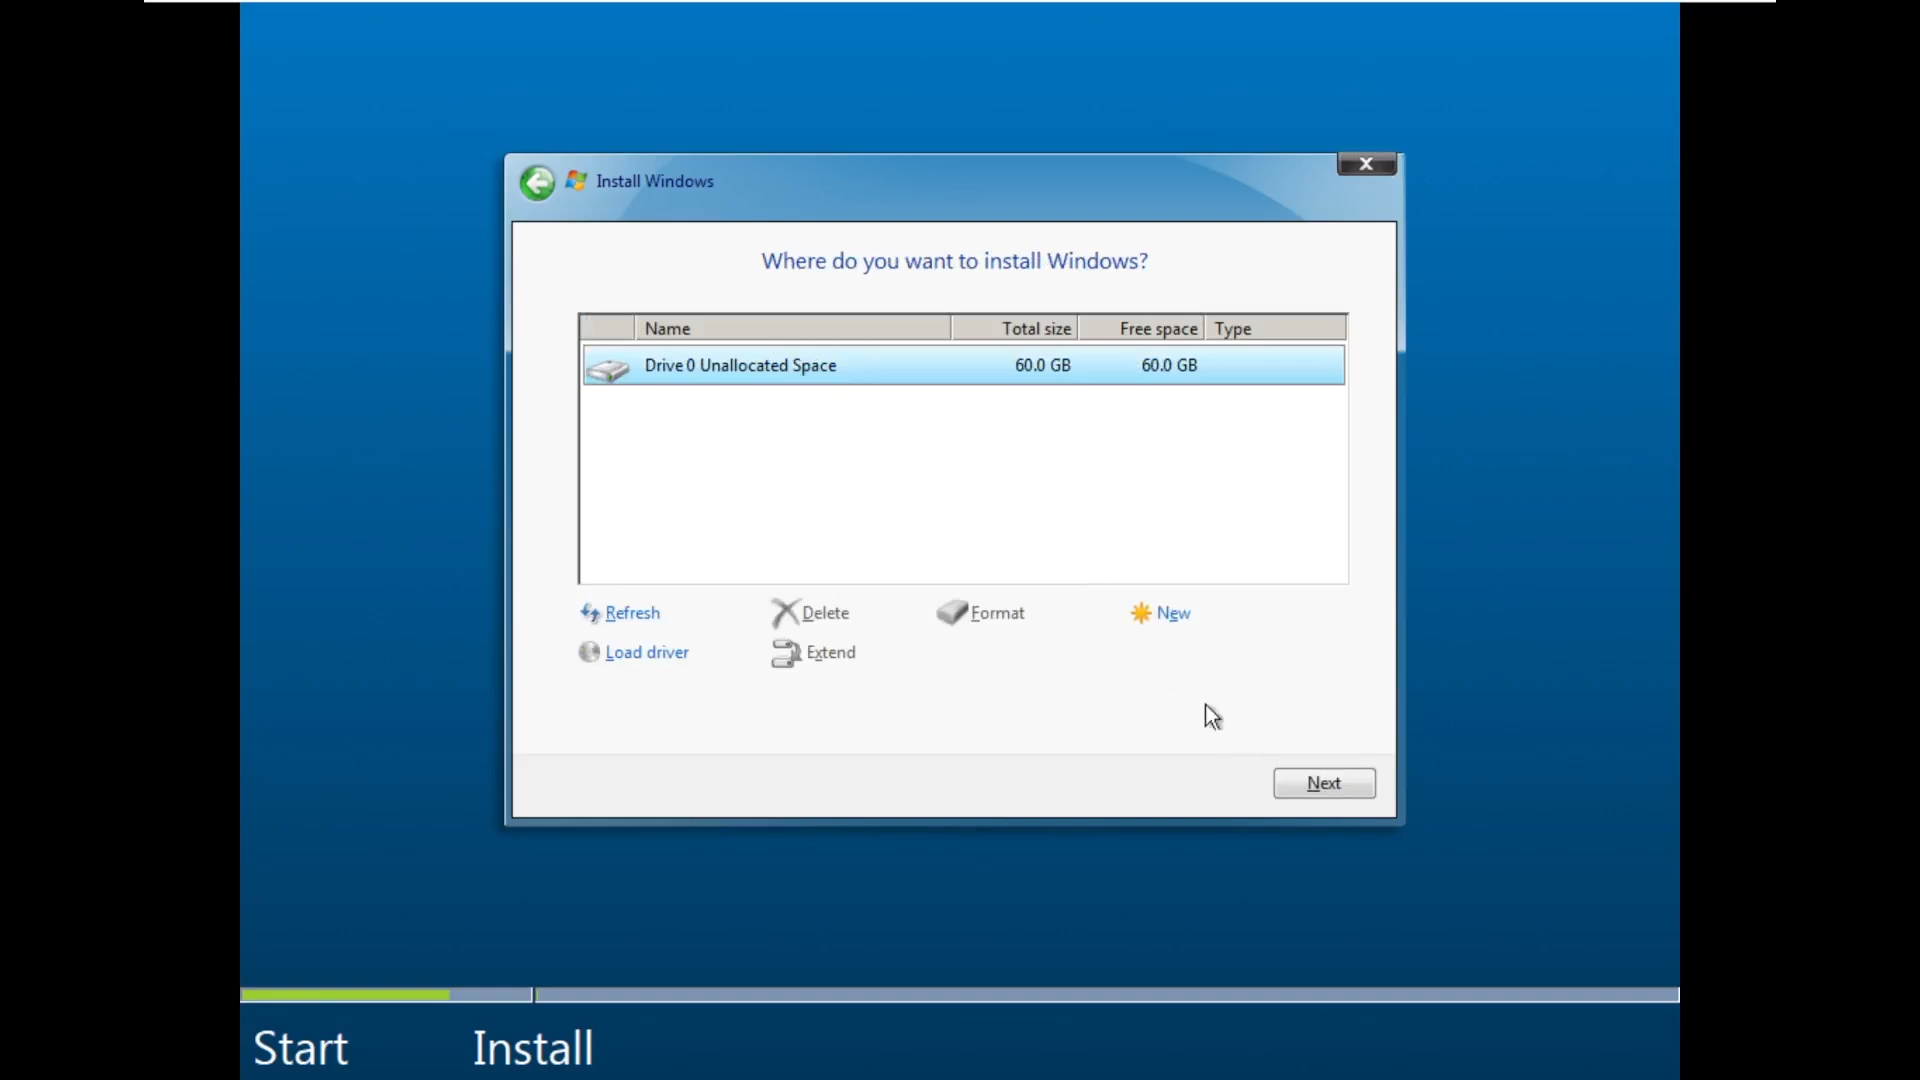 Install Windows
x
Where do you want to install Windows?
Name Total size Free space Type
Drive 0 Unallocated Space 60.0 GB 60.0 GB
Refresh Delete Format New
Load driver Extend
Next
Start Install